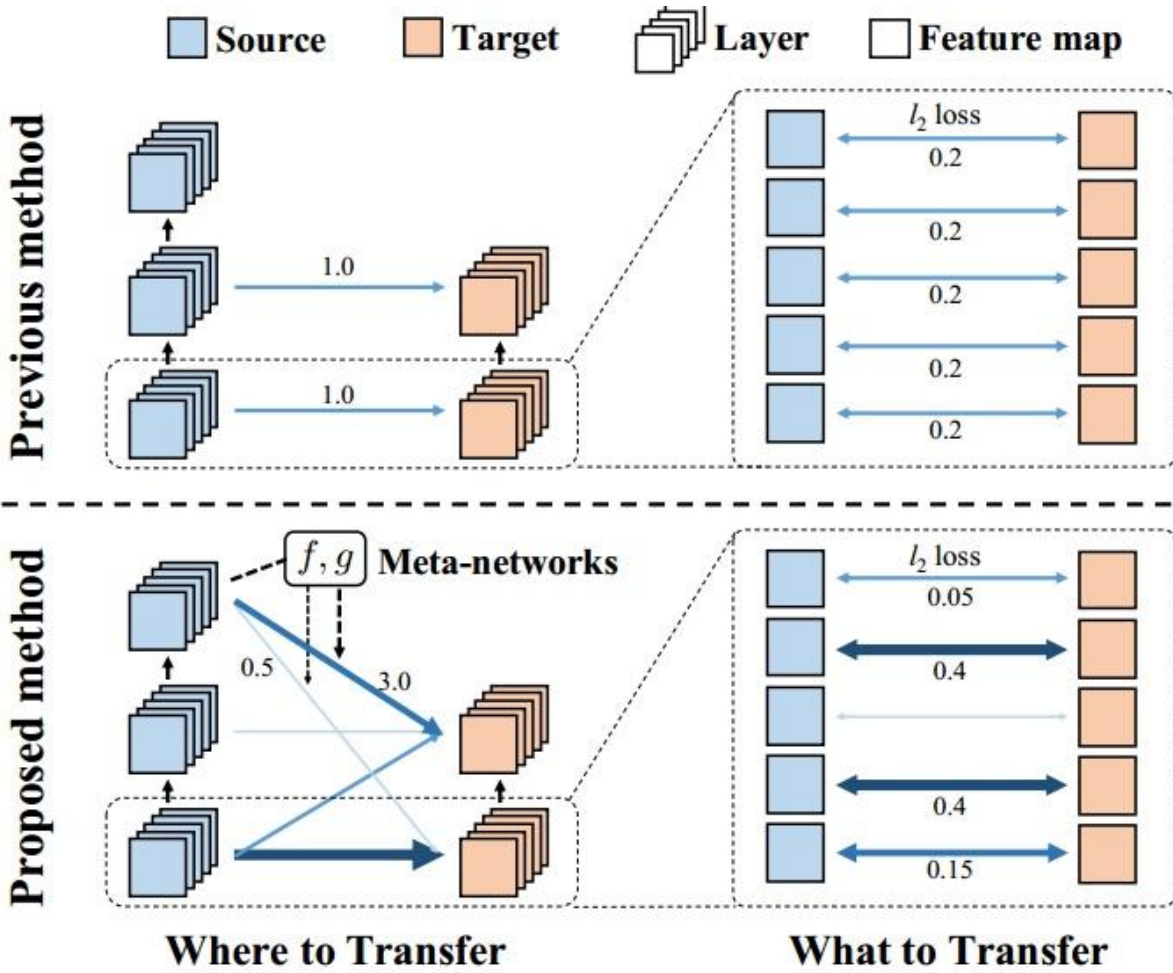 Source Target Layer Feature map
Previous method
1.0
1.0
l₂ loss
0.2
0.2
0.2
0.2
0.2
Proposed method
f, g Meta-networks
0.5
3.0
l₂ loss
0.05
0.4
0.4
0.15
Where to Transfer What to Transfer